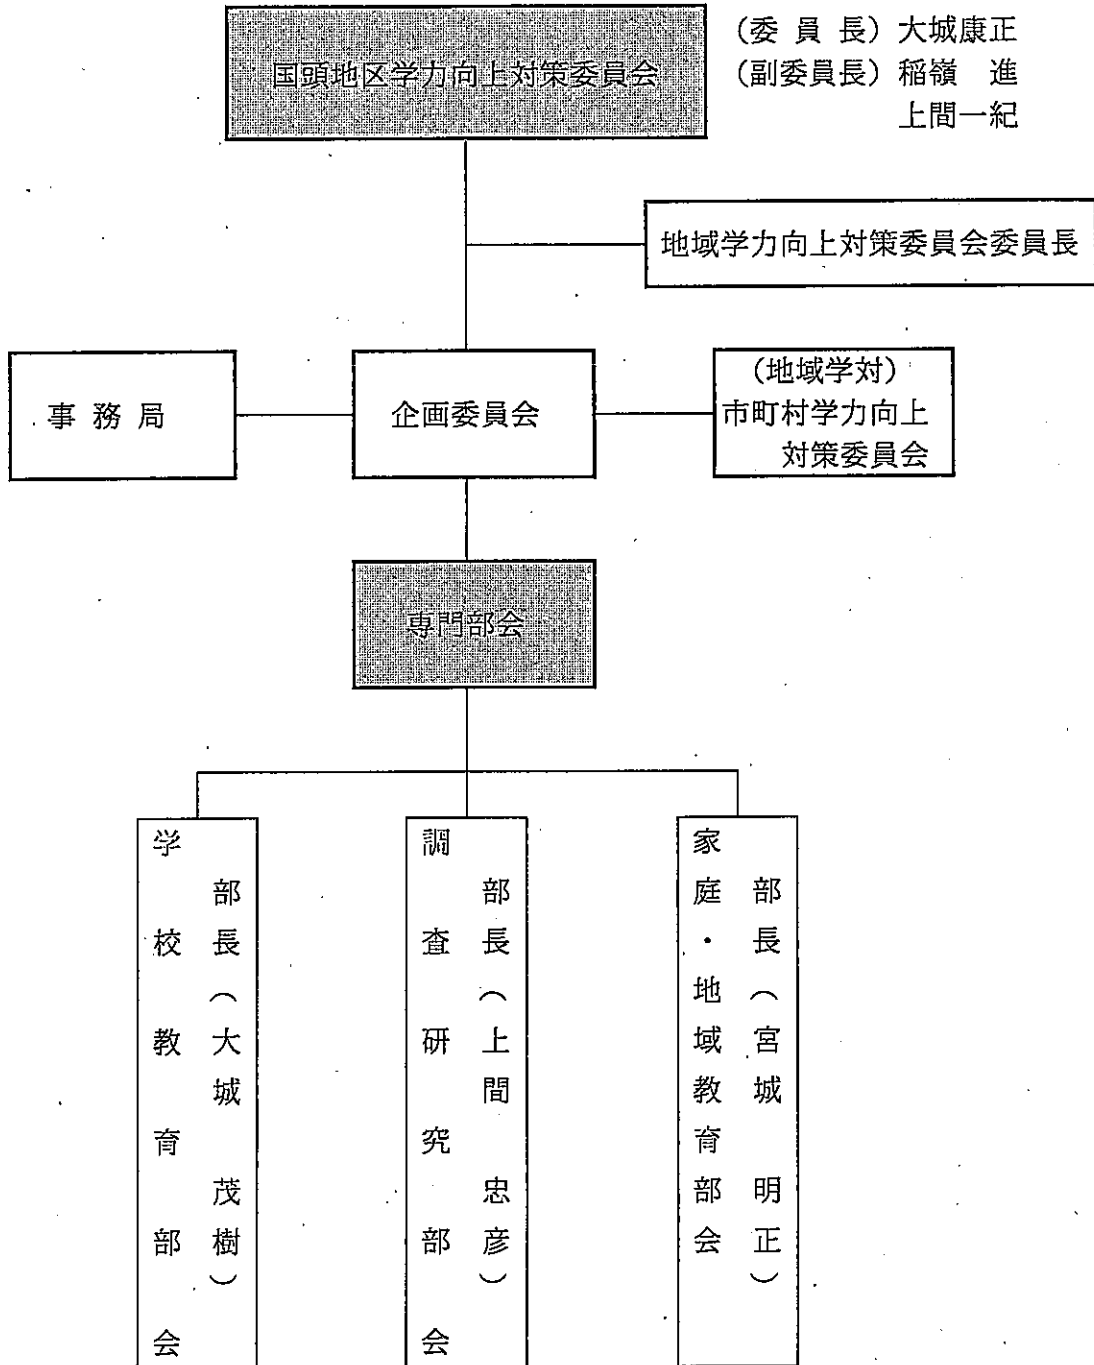 国頭地区学力向上対策委員会
(委員長)大城康正
(副委員長)稲嶺　進
上間一紀
地域学力向上対策委員会委員長
事務局
企画委員会
(地域学対)
市町村学力向上
対策委員会
専門部会
学校教育部会
部長(大城　茂樹)
調査研究部会
部長(上間　忠彦)
家庭・地域教育部会
部長(宮城　明正)